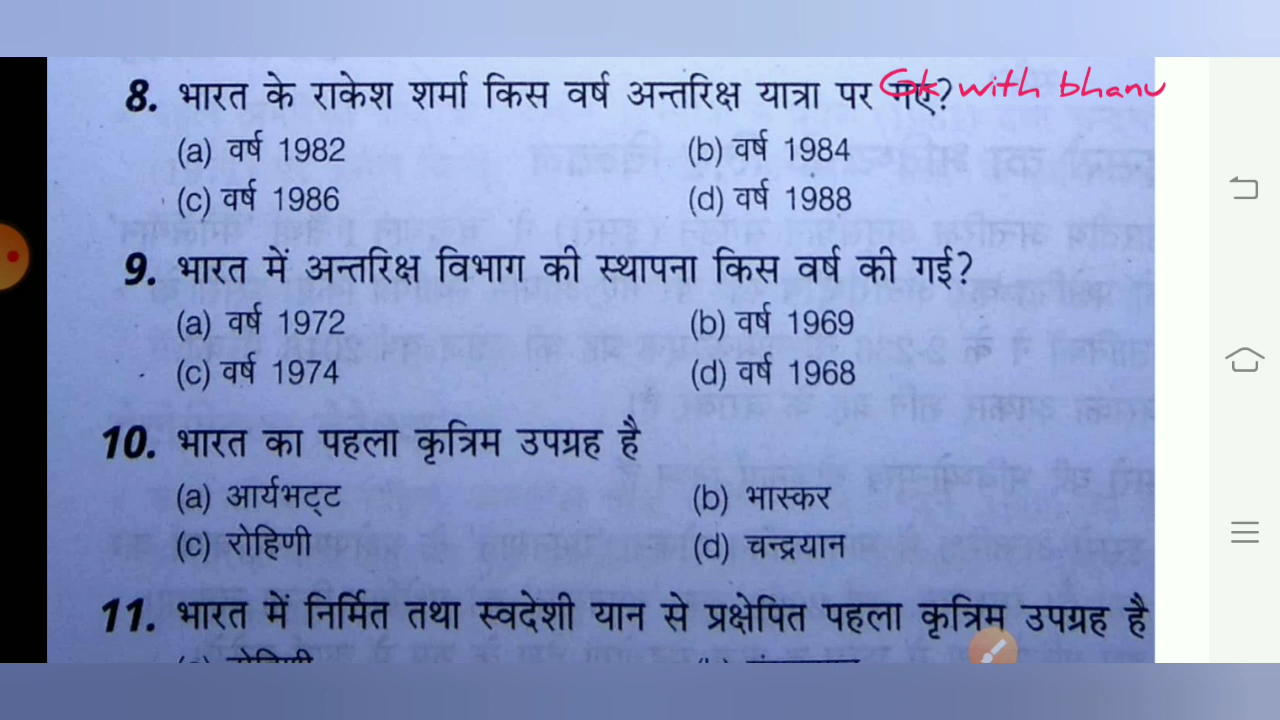 8. भारत के राकेश शर्मा किस वर्ष अन्तरिक्ष यात्रा पर गए? Gk with bhanu
(a) वर्ष 1982 (b) वर्ष 1984
(c) वर्ष 1986 (d) वर्ष 1988
9. भारत में अन्तरिक्ष विभाग की स्थापना किस वर्ष की गई?
(a) वर्ष 1972 (b) वर्ष 1969
(c) वर्ष 1974 (d) वर्ष 1968
10. भारत का पहला कृत्रिम उपग्रह है
(a) आर्यभट्ट (b) भास्कर
(c) रोहिणी (d) चन्द्रयान
11. भारत में निर्मित तथा स्वदेशी यान से प्रक्षेपित पहला कृत्रिम उपग्रह है